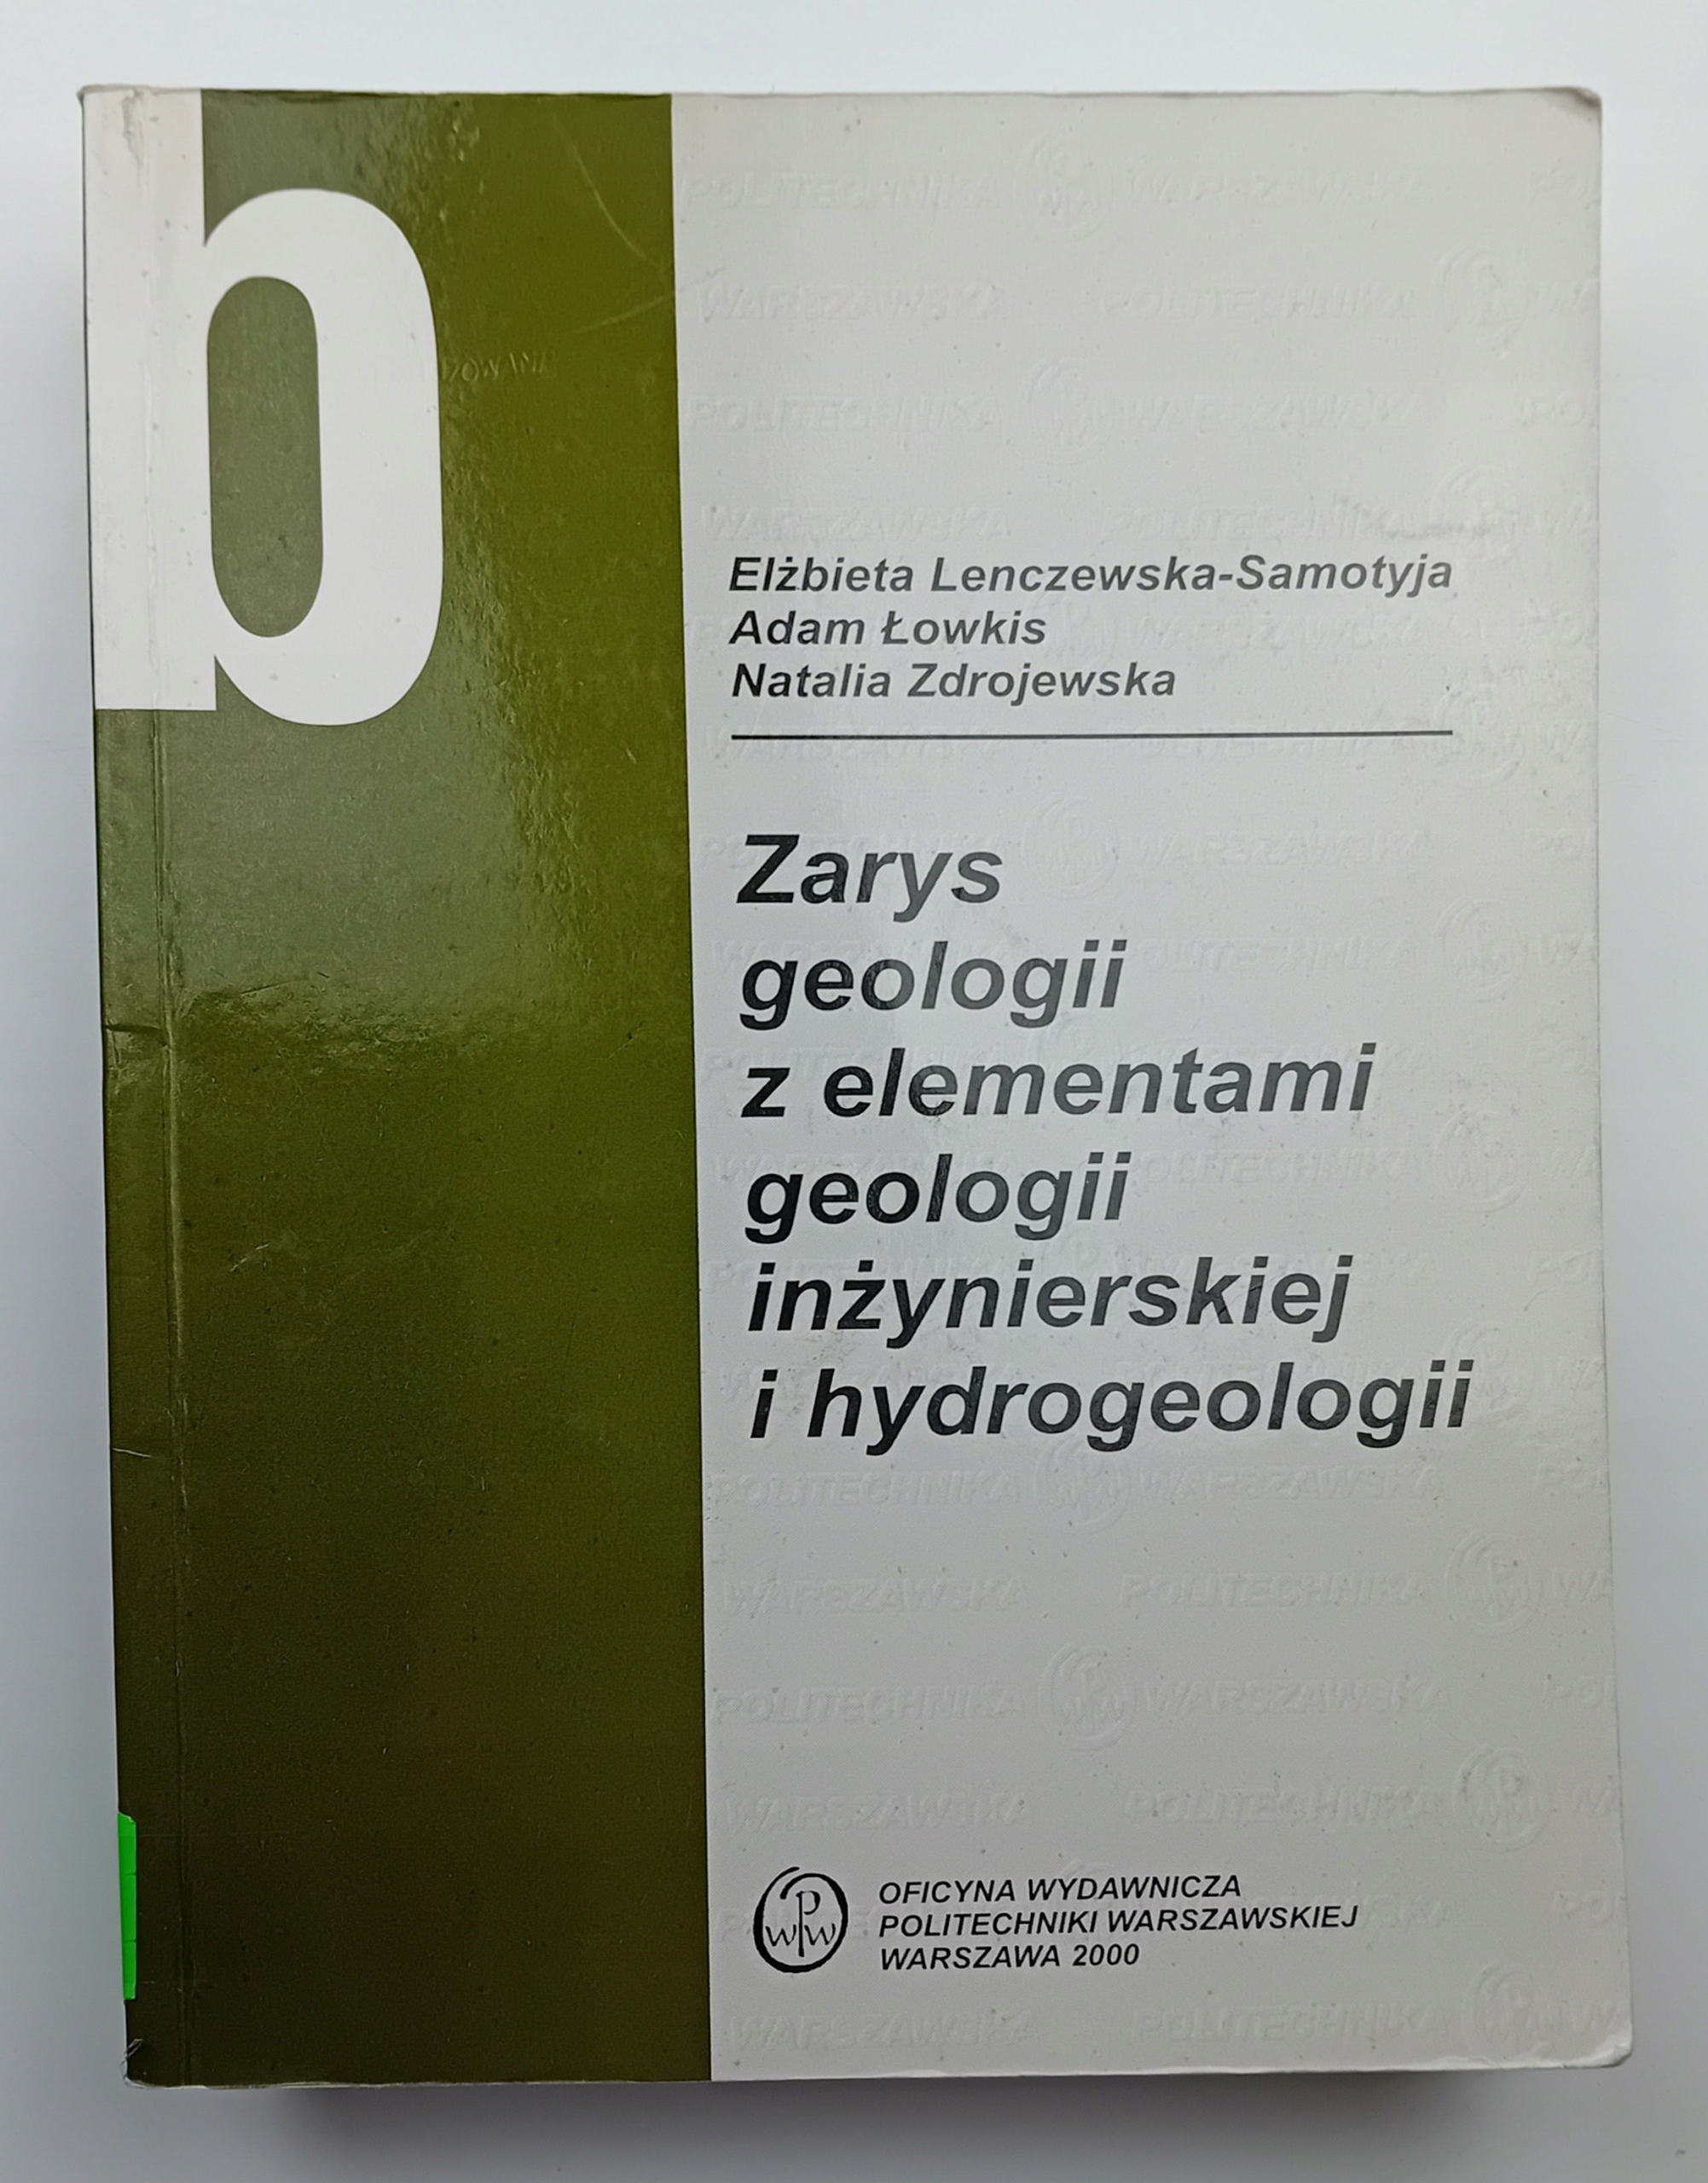 b
Elżbieta Lenczewska-Samotyja
Adam Łowkis
Natalia Zdrojewska
Zarys
geologii
z elementami
geologii
inżynierskiej
i hydrogeologii
OFICYNA WYDAWNICZA
POLITECHNIKI WARSZAWSKIEJ
WARSZAWA 2000